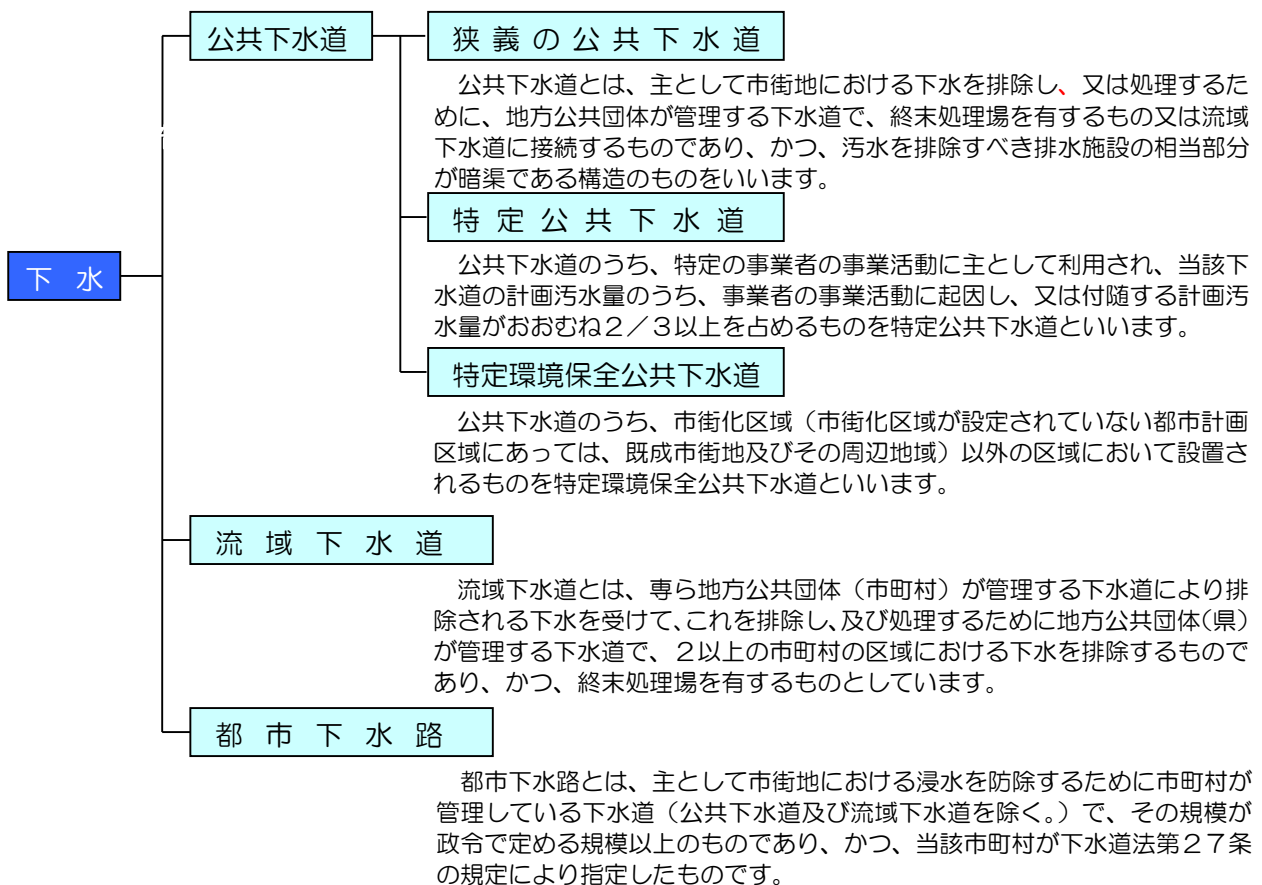 公共下水道
狭義の公共下水道
公共下水道とは、主として市街地における下水を排除し、又は処理するた
めに、地方公共団体が管理する下水道で、終末処理場を有するもの又は流域
下水道に接続するものであり、かつ、汚水を排除すべき排水施設の相当部分
が暗渠である構造のものをいいます。
特定公共下水道
下水
公共下水道のうち、特定の事業者の事業活動に主として利用され、当該下
水道の計画汚水量のうち、事業者の事業活動に起因し、又は付随する計画汚
水量がおおむね2／3以上を占めるものを特定公共下水道といいます。
特定環境保全公共下水道
公共下水道のうち、市街化区域（市街化区域が設定されていない都市計画
区域にあっては、既成市街地及びその周辺地域）以外の区域において設置さ
れるものを特定環境保全公共下水道といいます。
流域下水道
流域下水道とは、専ら地方公共団体（市町村）が管理する下水道により排
除される下水を受けて、これを排除し、及び処理するために地方公共団体（県）
が管理する下水道で、２以上の市町村の区域における下水を排除するもので
あり、かつ、終末処理場を有するものとしています。
都市下水路
都市下水路とは、主として市街地における浸水を防除するために市町村が
管理している下水道（公共下水道及び流域下水道を除く。）で、その規模が
政令で定める規模以上のものであり、かつ、当該市町村が下水道法第２７条
の規定により指定したものです。